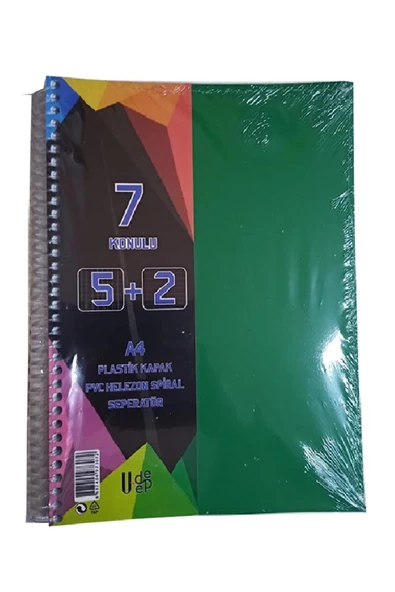 7
KONULU
5+2
A4
PLASTİK KAPAK
PVC HELEZON SPİRAL
SEPERATÖR
U deep